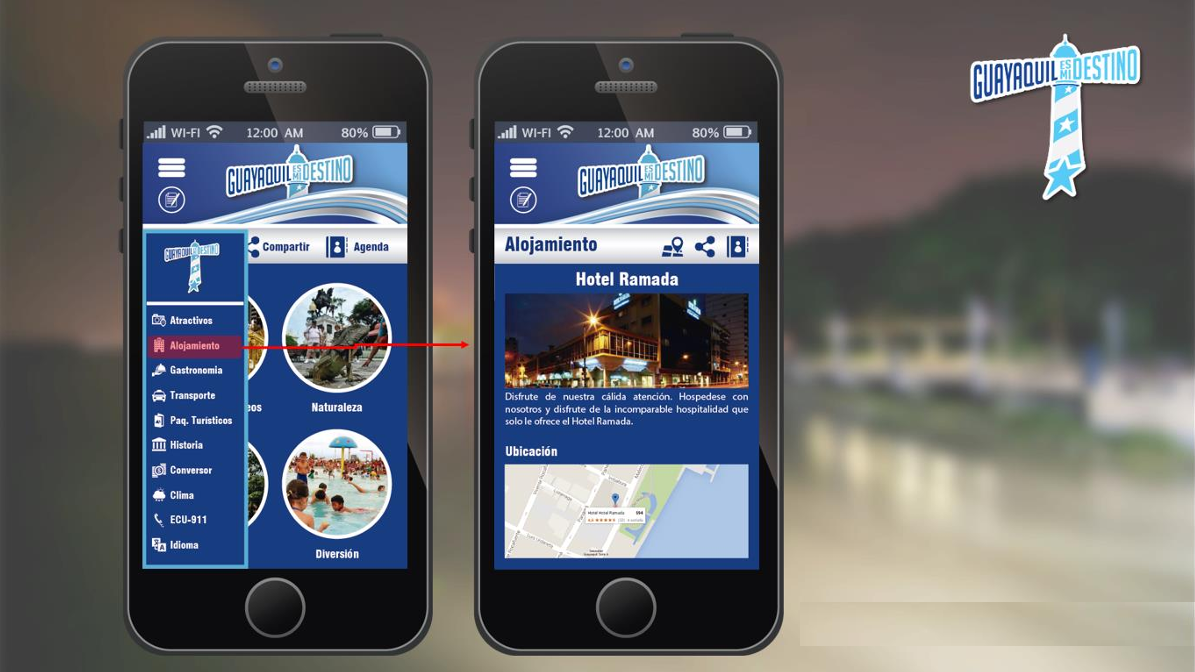 WI-FI 12:00 AM 80%
GUAYAQUIL ES MI DESTINO
GUAYAQUIL ES MI DESTINO
Compartir
Agenda
Atractivos
Alojamiento
Gastronomia
Transporte
Paq. Turísticos
Historia
Conversor
Clima
ECU-911
Idioma
eos
Naturaleza
Diversión
WI-FI 12:00 AM 80%
GUAYAQUIL ES MI DESTINO
Alojamiento
Hotel Ramada
Disfrute de nuestra cálida atención. Hospedese con
nosotros y disfrute de la incomparable hospitalidad que
solo le ofrece el Hotel Ramada.
Ubicación
Hotel Hotel Ramada
GUAYAQUIL ES MI DESTINO